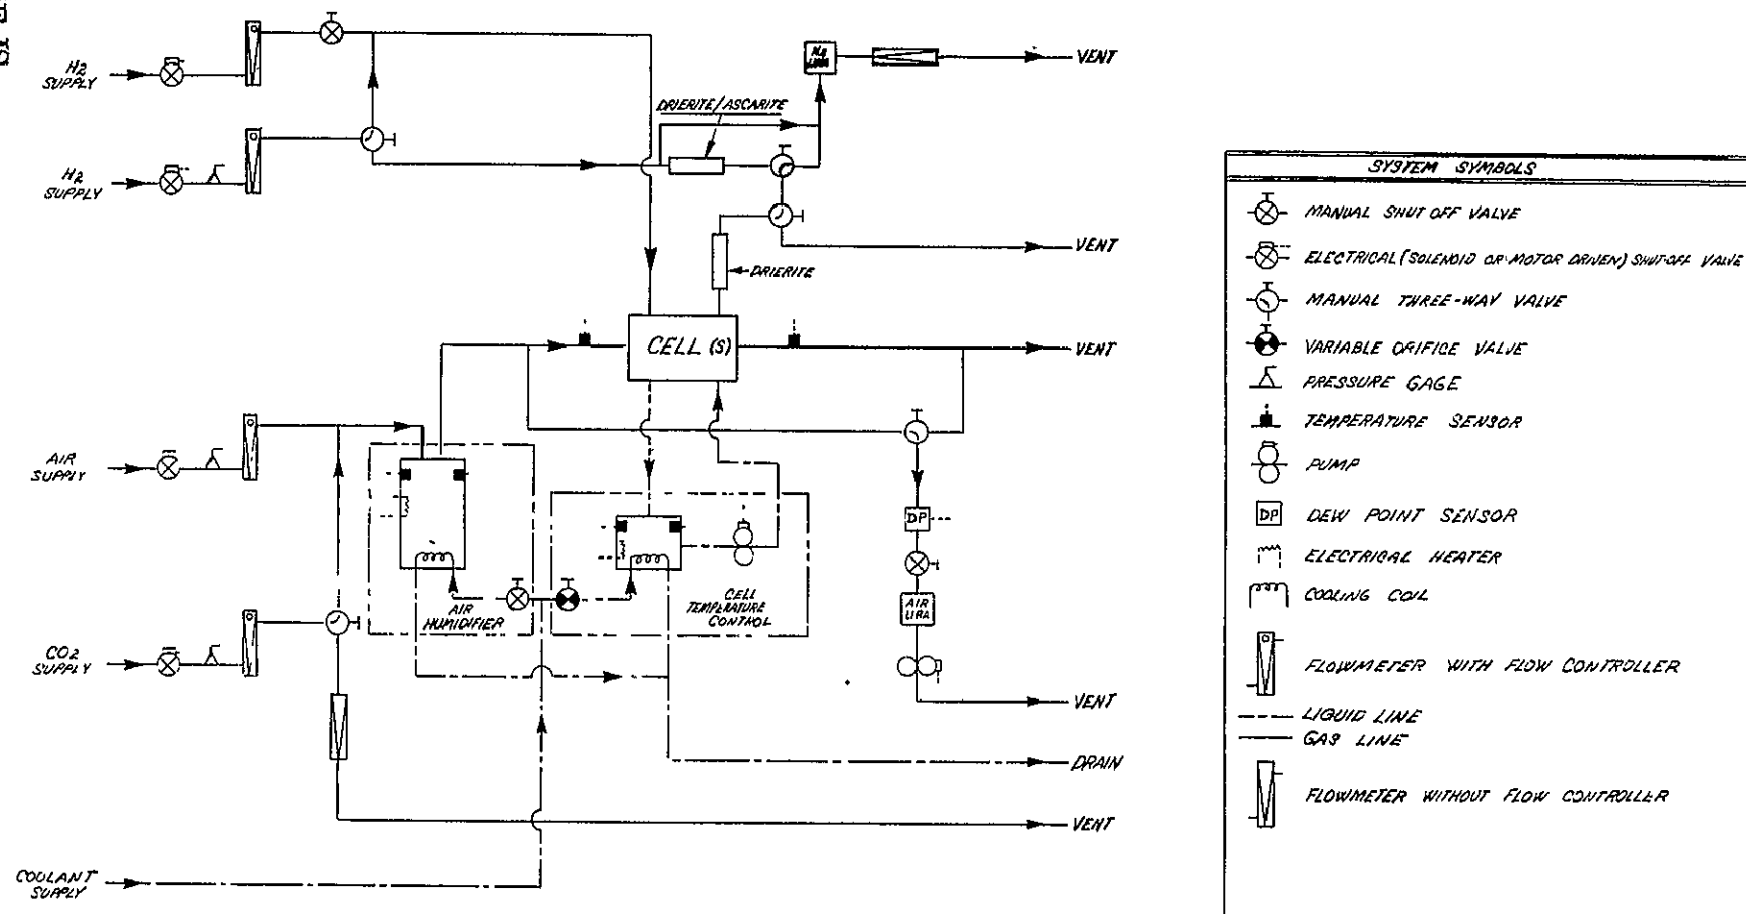 H2
SUPPLY
H2
SUPPLY
DRIERITE/ASCARITE
VENT
VENT
DRIERITE
CELL (S)
VENT
AIR
SUPPLY
DP
AIR
LIRA
CELL
TEMPERATURE
CONTROL
AIR
HUMIDIFIER
CO2
SUPPLY
VENT
DRAIN
VENT
COOLANT
SUPPLY
SYSTEM SYMBOLS
MANUAL SHUT OFF VALVE
ELECTRICAL (SOLENOID OR MOTOR DRIVEN) SHUT-OFF VALVE
MANUAL THREE-WAY VALVE
VARIABLE ORIFICE VALVE
PRESSURE GAGE
TEMPERATURE SENSOR
PUMP
DP DEW POINT SENSOR
ELECTRICAL HEATER
COOLING COIL
FLOWMETER WITH FLOW CONTROLLER
LIQUID LINE
GAS LINE
FLOWMETER WITHOUT FLOW CONTROLLER